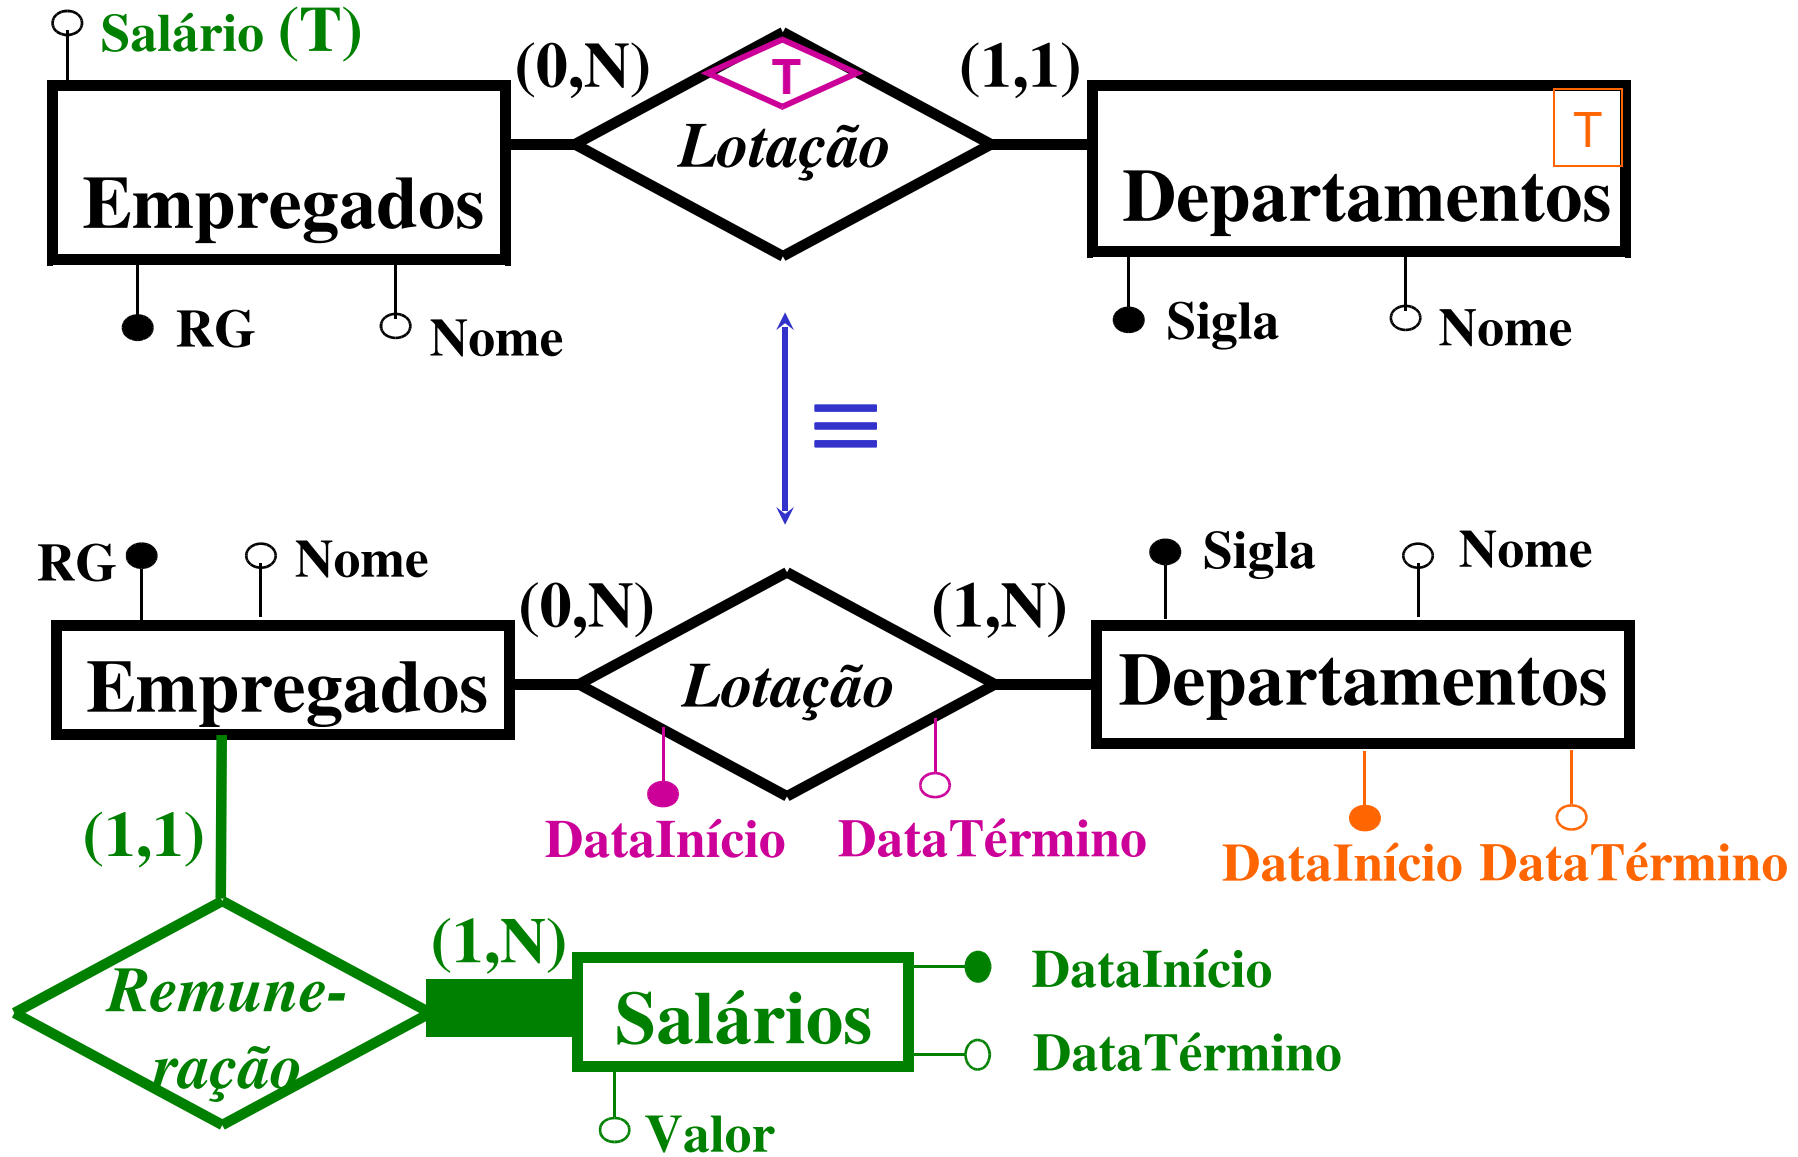 Salário (T)
(0,N)
T
(1,1)
T
Lotação
Empregados
Departamentos
RG
Nome
Sigla
Nome
≡
RG
Nome
Sigla
Nome
(0,N)
(1,N)
Empregados
Lotação
Departamentos
(1,1)
DataInício
DataTérmino
DataInício
DataTérmino
(1,N)
Remune-
ração
Salários
DataInício
DataTérmino
Valor